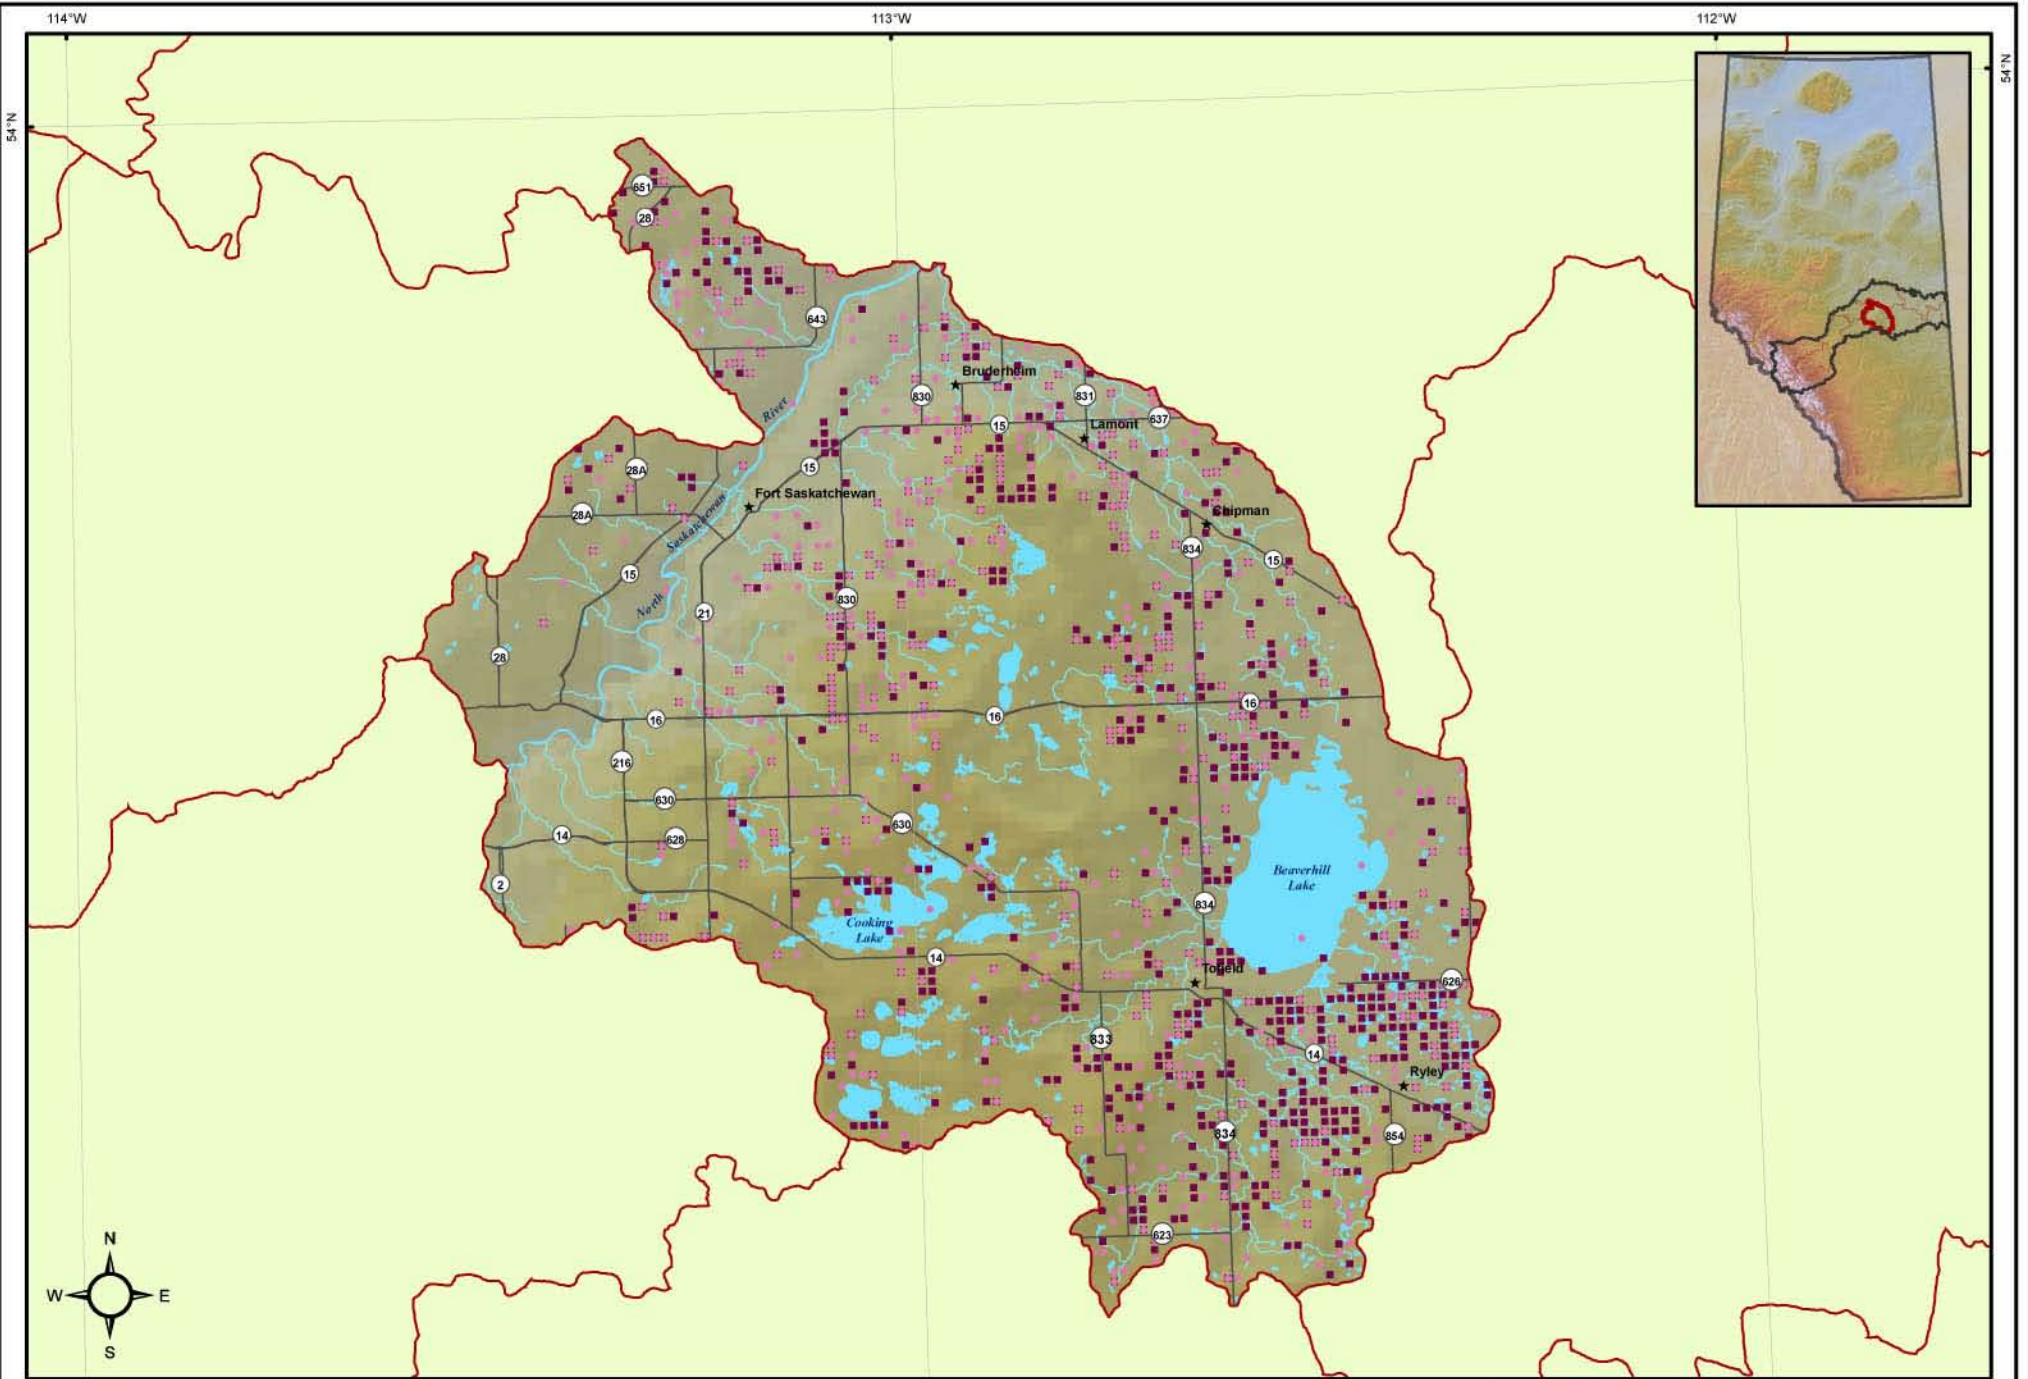 114°W
113°W
112°W
54°N
54°N
651
28
643
River
Bruderheim
830
831
637
15
Lamont
28A
15
Fort Saskatchewan
28A
Saskatchewan
Chipman
834
15
15
North
830
21
28
16
16
16
216
630
630
14
628
2
Beaverhill
Lake
834
Cooking
Lake
14
Tofield
626
833
14
Ryley
834
854
623
N
W
E
S